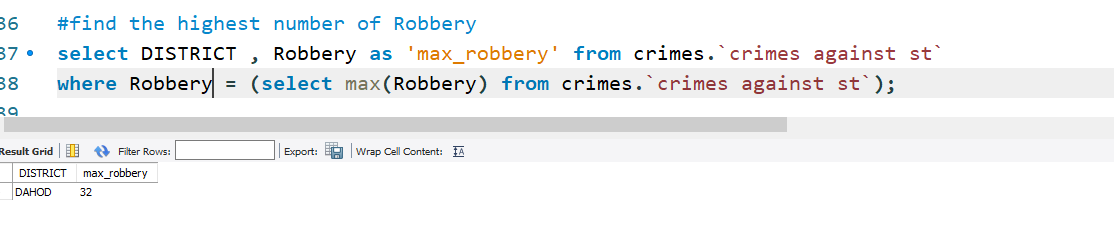 36 #find the highest number of Robbery
37 select DISTRICT , Robbery as 'max_robbery' from crimes.`crimes against st`
38 where Robbery = (select max(Robbery) from crimes.`crimes against st`);
39
Result Grid Filter Rows: Export: Wrap Cell Content: IA
DISTRICT max_robbery
DAHOD 32